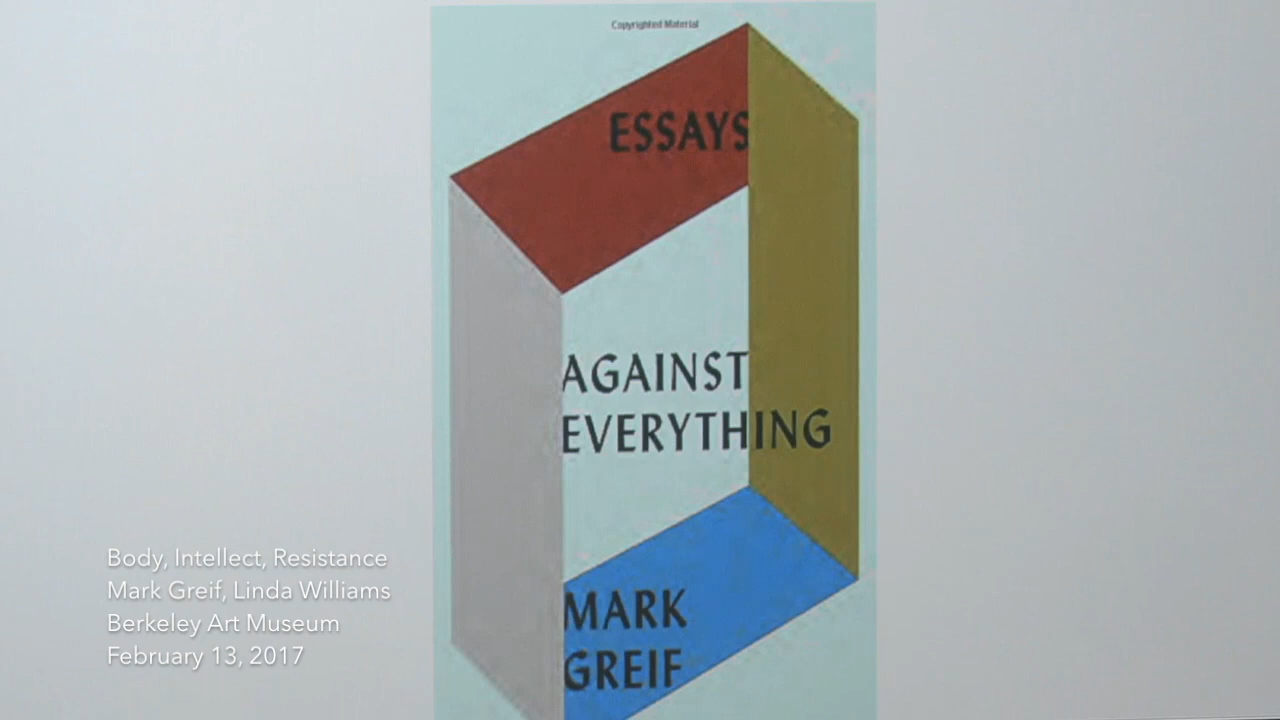 Copyrighted Material
ESSAYS
AGAINST
EVERYTHING
MARK
GREIF
Body, Intellect, Resistance
Mark Greif, Linda Williams
Berkeley Art Museum
February 13, 2017